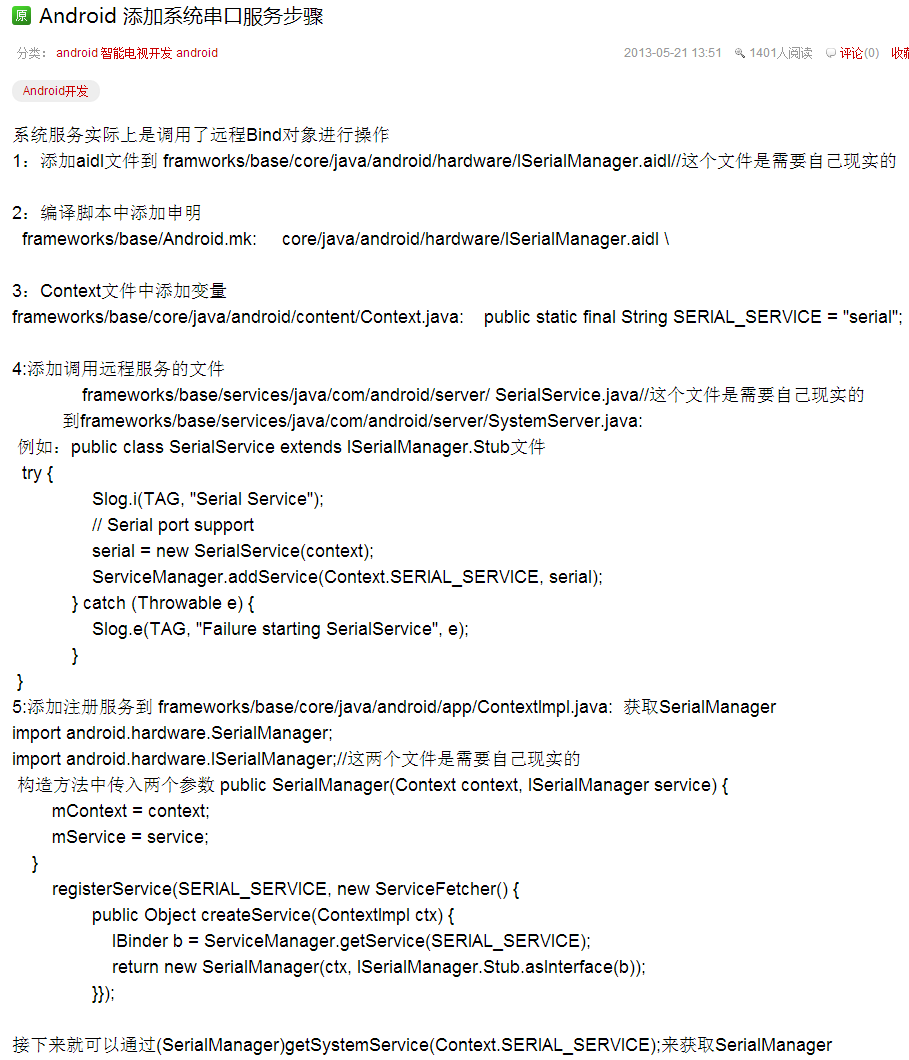 原 Android 添加系统串口服务步骤
分类： android 智能电视开发 android 2013-05-21 13:51 1401人阅读 评论(0)
Android开发
系统服务实际上是调用了远程Bind对象进行操作
1：添加aidl文件到 framworks/base/core/java/android/hardware/ISerialManager.aidl//这个文件是需要自己现实的
2：编译脚本中添加申明
frameworks/base/Android.mk: core/java/android/hardware/ISerialManager.aidl \
3：Context文件中添加变量
frameworks/base/core/java/android/content/Context.java: public static final String SERIAL_SERVICE = "serial";
4:添加调用远程服务的文件
frameworks/base/services/java/com/android/server/ SerialService.java//这个文件是需要自己现实的
到frameworks/base/services/java/com/android/server/SystemServer.java:
例如：public class SerialService extends ISerialManager.Stub文件
try {
Slog.i(TAG, "Serial Service");
// Serial port support
serial = new SerialService(context);
ServiceManager.addService(Context.SERIAL_SERVICE, serial);
} catch (Throwable e) {
Slog.e(TAG, "Failure starting SerialService", e);
}
}
5:添加注册服务到 frameworks/base/core/java/android/app/ContextImpl.java: 获取SerialManager
import android.hardware.SerialManager;
import android.hardware.ISerialManager;//这两个文件是需要自己现实的
构造方法中传入两个参数 public SerialManager(Context context, ISerialManager service) {
mContext = context;
mService = service;
}
registerService(SERIAL_SERVICE, new ServiceFetcher() {
public Object createService(ContextImpl ctx) {
IBinder b = ServiceManager.getService(SERIAL_SERVICE);
return new SerialManager(ctx, ISerialManager.Stub.asInterface(b));
}});
接下来就可以通过(SerialManager)getSystemService(Context.SERIAL_SERVICE);来获取SerialManager